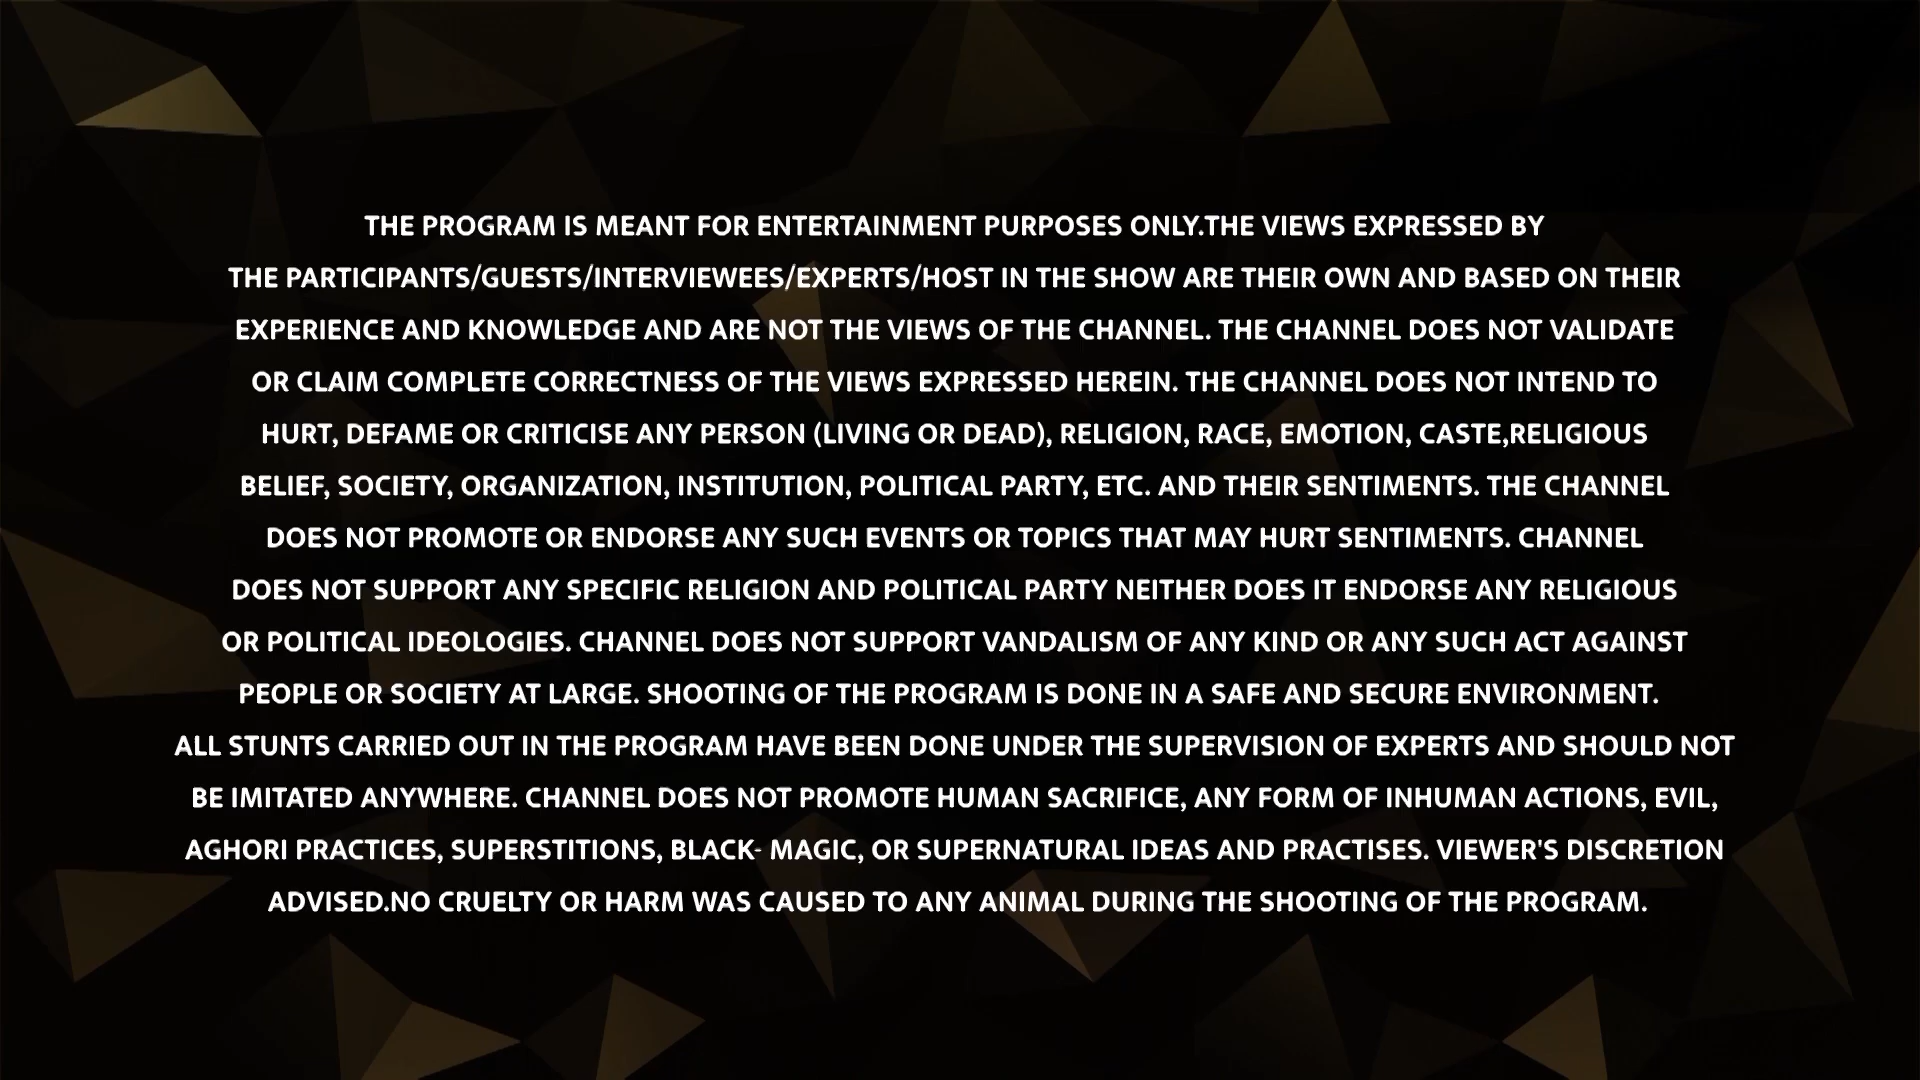 THE PROGRAM IS MEANT FOR ENTERTAINMENT PURPOSES ONLY.THE VIEWS EXPRESSED BY
THE PARTICIPANTS/GUESTS/INTERVIEWEES/EXPERTS/HOST IN THE SHOW ARE THEIR OWN AND BASED ON THEIR
EXPERIENCE AND KNOWLEDGE AND ARE NOT THE VIEWS OF THE CHANNEL. THE CHANNEL DOES NOT VALIDATE
OR CLAIM COMPLETE CORRECTNESS OF THE VIEWS EXPRESSED HEREIN. THE CHANNEL DOES NOT INTEND TO
HURT, DEFAME OR CRITICISE ANY PERSON (LIVING OR DEAD), RELIGION, RACE, EMOTION, CASTE,RELIGIOUS
BELIEF, SOCIETY, ORGANIZATION, INSTITUTION, POLITICAL PARTY, ETC. AND THEIR SENTIMENTS. THE CHANNEL
DOES NOT PROMOTE OR ENDORSE ANY SUCH EVENTS OR TOPICS THAT MAY HURT SENTIMENTS. CHANNEL
DOES NOT SUPPORT ANY SPECIFIC RELIGION AND POLITICAL PARTY NEITHER DOES IT ENDORSE ANY RELIGIOUS
OR POLITICAL IDEOLOGIES. CHANNEL DOES NOT SUPPORT VANDALISM OF ANY KIND OR ANY SUCH ACT AGAINST
PEOPLE OR SOCIETY AT LARGE. SHOOTING OF THE PROGRAM IS DONE IN A SAFE AND SECURE ENVIRONMENT.
ALL STUNTS CARRIED OUT IN THE PROGRAM HAVE BEEN DONE UNDER THE SUPERVISION OF EXPERTS AND SHOULD NOT
BE IMITATED ANYWHERE. CHANNEL DOES NOT PROMOTE HUMAN SACRIFICE, ANY FORM OF INHUMAN ACTIONS, EVIL,
AGHORI PRACTICES, SUPERSTITIONS, BLACK- MAGIC, OR SUPERNATURAL IDEAS AND PRACTISES. VIEWER'S DISCRETION
ADVISED.NO CRUELTY OR HARM WAS CAUSED TO ANY ANIMAL DURING THE SHOOTING OF THE PROGRAM.